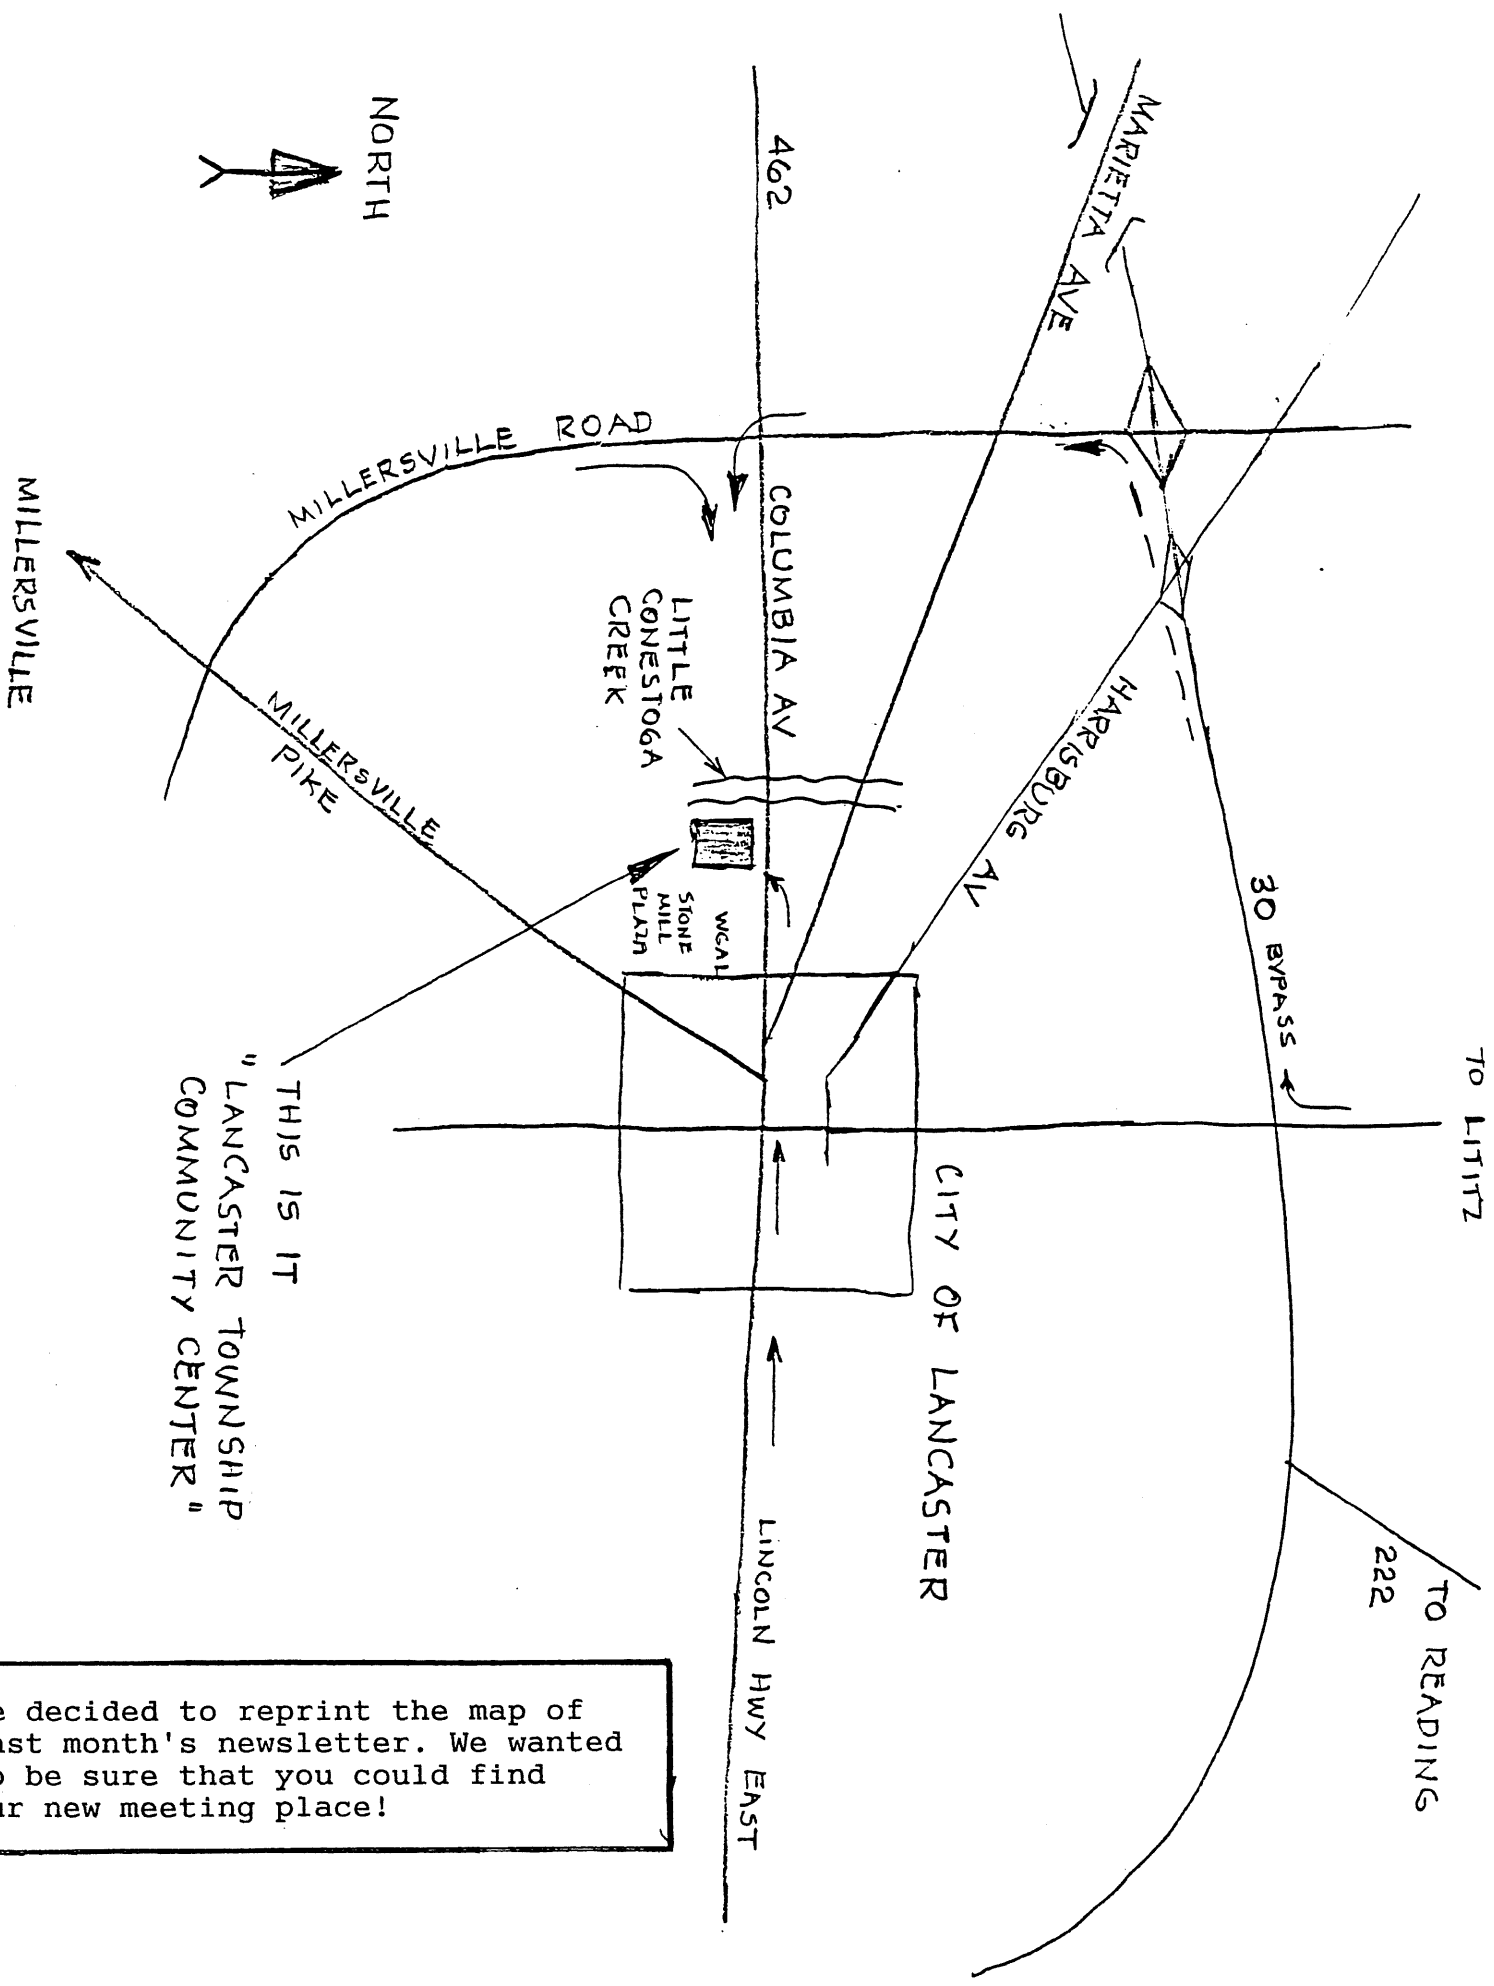 TO LITITZ
TO READING
222
30 BYPASS
MARIETTA AVE
HARRISBURG AV
CITY OF LANCASTER
NORTH
462
COLUMBIA AV
LINCOLN HWY EAST
MILLERSVILLE ROAD
LITTLE
CONESTOGA
CREEK
WGAL
STONE
MILL
PLAZA
MILLERSVILLE
PIKE
MILLERSVILLE
THIS IS IT
"LANCASTER TOWNSHIP
COMMUNITY CENTER"
decided to reprint the map of
month's newsletter. We wanted
be sure that you could find
new meeting place!